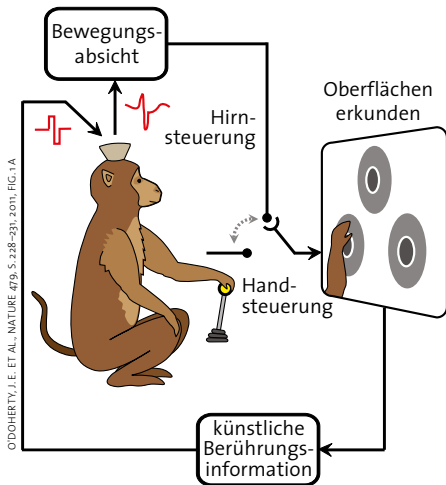 Bewegungs-
absicht
Oberflächen
erkunden
Hirn-
steuerung
Hand-
steuerung
künstliche
Berührungs-
information
O'DOHERTY, J. E. ET AL., NATURE 479, S. 228–231, 2011, FIG. 1 A